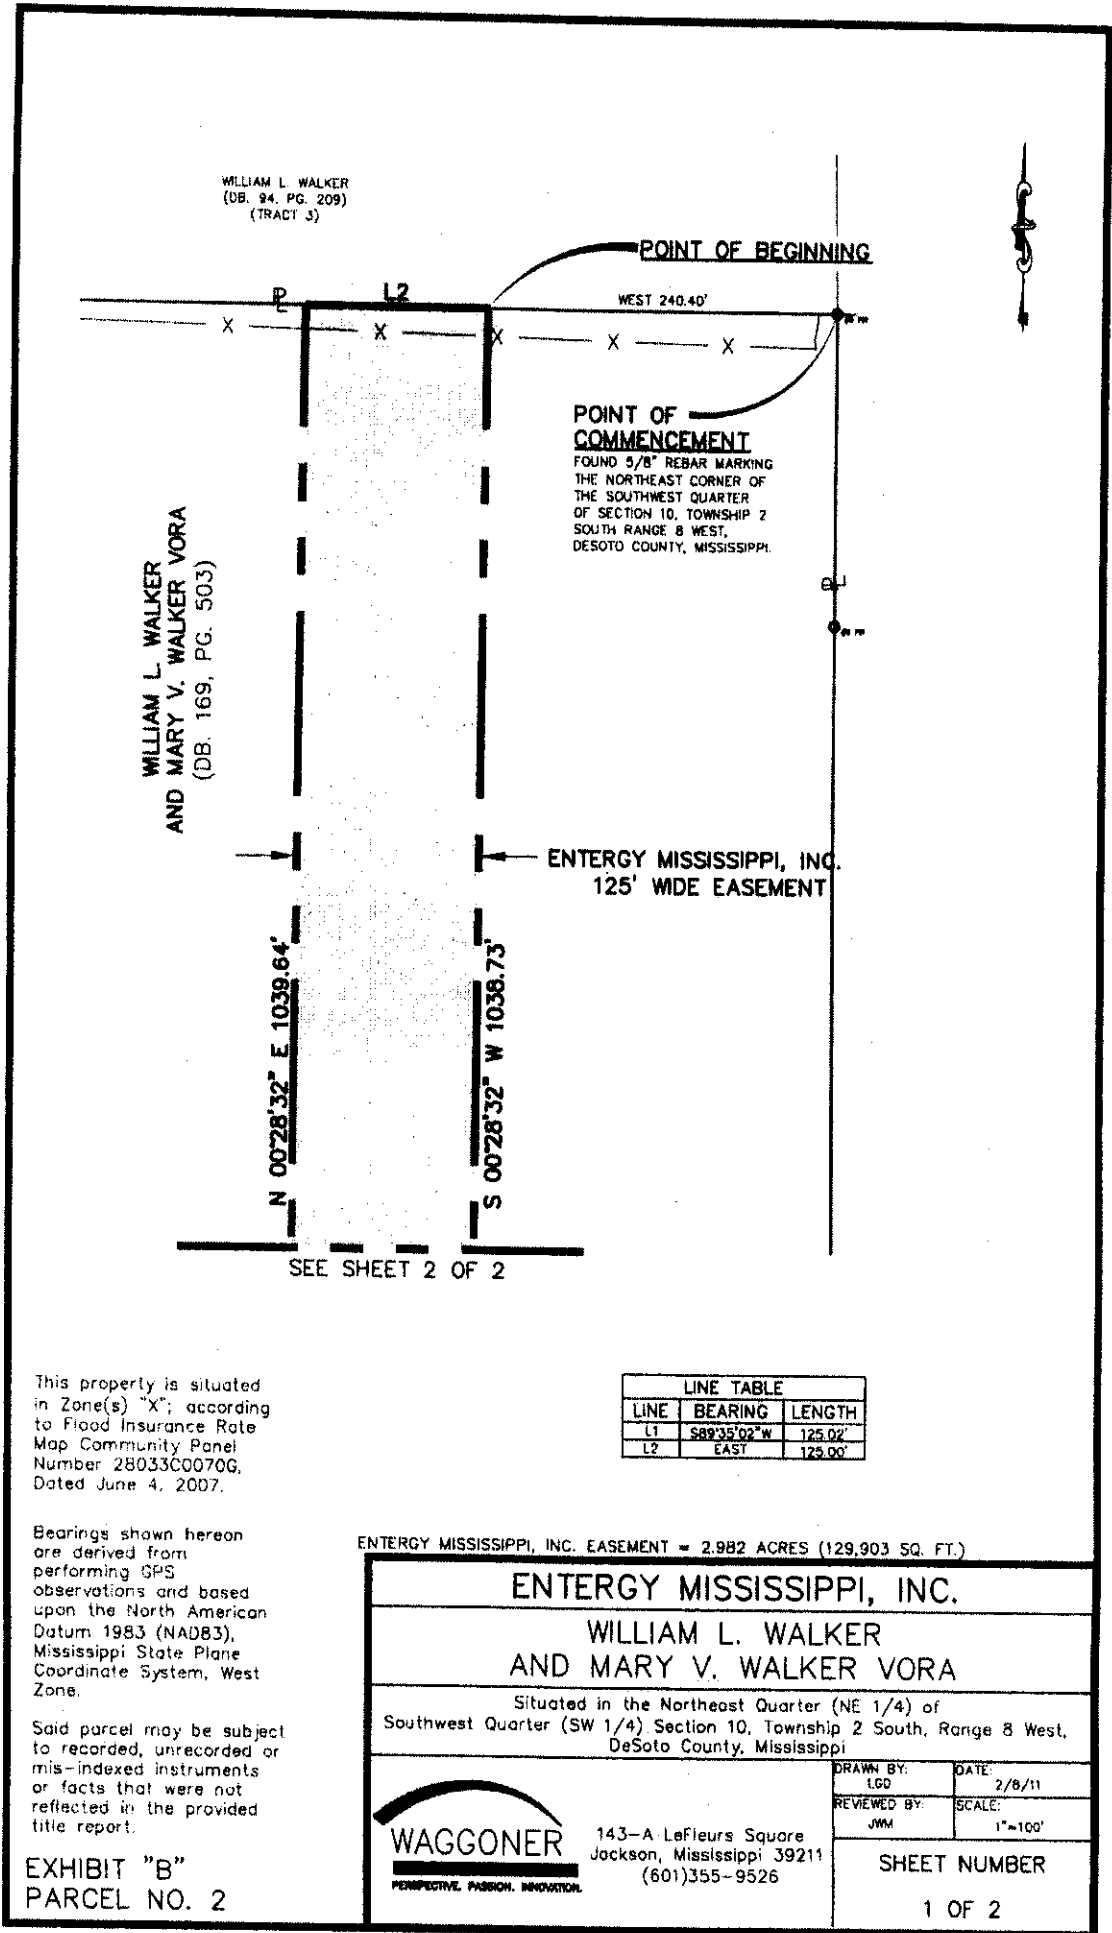 WILLIAM L. WALKER
(DB. 94, PG. 209)
(TRACT 3)
POINT OF BEGINNING
L2
WEST 240.40'
X
X
X
X
X
POINT OF
COMMENCEMENT
FOUND 5/8" REBAR MARKING
THE NORTHEAST CORNER OF
THE SOUTHWEST QUARTER
OF SECTION 10, TOWNSHIP 2
SOUTH RANGE 8 WEST,
DESOTO COUNTY, MISSISSIPPI.
WILLIAM L. WALKER
AND MARY V. WALKER VORA
(DB. 169, PG. 503)
ENTERGY MISSISSIPPI, INC.
125' WIDE EASEMENT
N 00°28'32" E 1039.64'
S 00°28'32" W 1038.73'
SEE SHEET 2 OF 2
This property is situated
in Zone(s) "X"; according
to Flood Insurance Rate
Map Community Panel
Number 28033C0070G,
Dated June 4, 2007.
LINE TABLE
LINE BEARING LENGTH
L1 S89°35'02"W 125.02'
L2 EAST 125.00'
Bearings shown hereon
are derived from
performing GPS
observations and based
upon the North American
Datum 1983 (NAD83),
Mississippi State Plane
Coordinate System, West
Zone.
Said parcel may be subject
to recorded, unrecorded or
mis-indexed instruments
or facts that were not
reflected in the provided
title report.
EXHIBIT "B"
PARCEL NO. 2
ENTERGY MISSISSIPPI, INC. EASEMENT = 2.982 ACRES (129,903 SQ. FT.)
ENTERGY MISSISSIPPI, INC.
WILLIAM L. WALKER
AND MARY V. WALKER VORA
Situated in the Northeast Quarter (NE 1/4) of
Southwest Quarter (SW 1/4) Section 10, Township 2 South, Range 8 West,
DeSoto County, Mississippi
WAGGONER
PERSPECTIVE. PASSION. INNOVATION.
143-A LeFleurs Square
Jackson, Mississippi 39211
(601)355-9526
DRAWN BY:
LGD
DATE:
2/8/11
REVIEWED BY:
JWM
SCALE:
1"=100'
SHEET NUMBER
1 OF 2